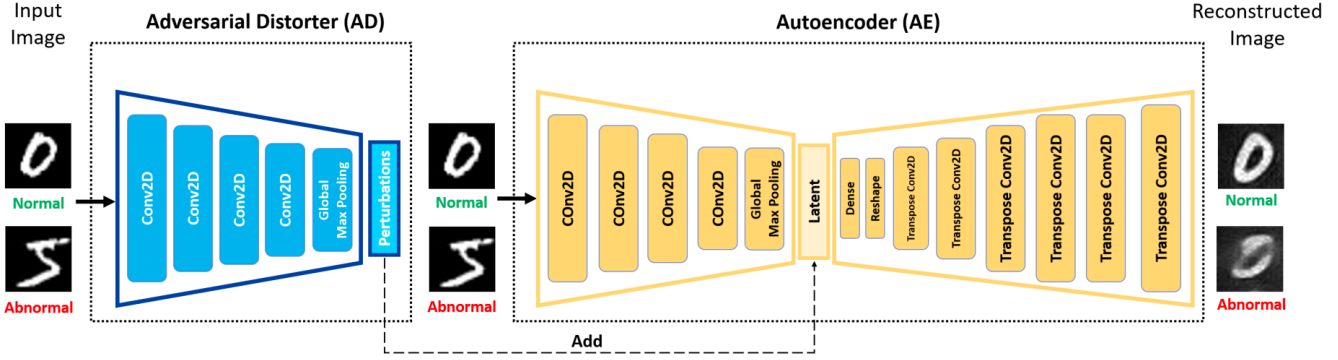 Input
Image
Adversarial Distorter (AD)
Autoencoder (AE)
Reconstructed
Image
Normal
Abnormal
Conv2D
Conv2D
Conv2D
Conv2D
Global
Max Pooling
Perturbations
Normal
Abnormal
COnv2D
COnv2D
COnv2D
COnv2D
Global
Max Pooling
Latent
Dense
Reshape
Transpose Conv2D
Transpose Conv2D
Transpose Conv2D
Transpose Conv2D
Transpose Conv2D
Transpose Conv2D
Normal
Abnormal
Add